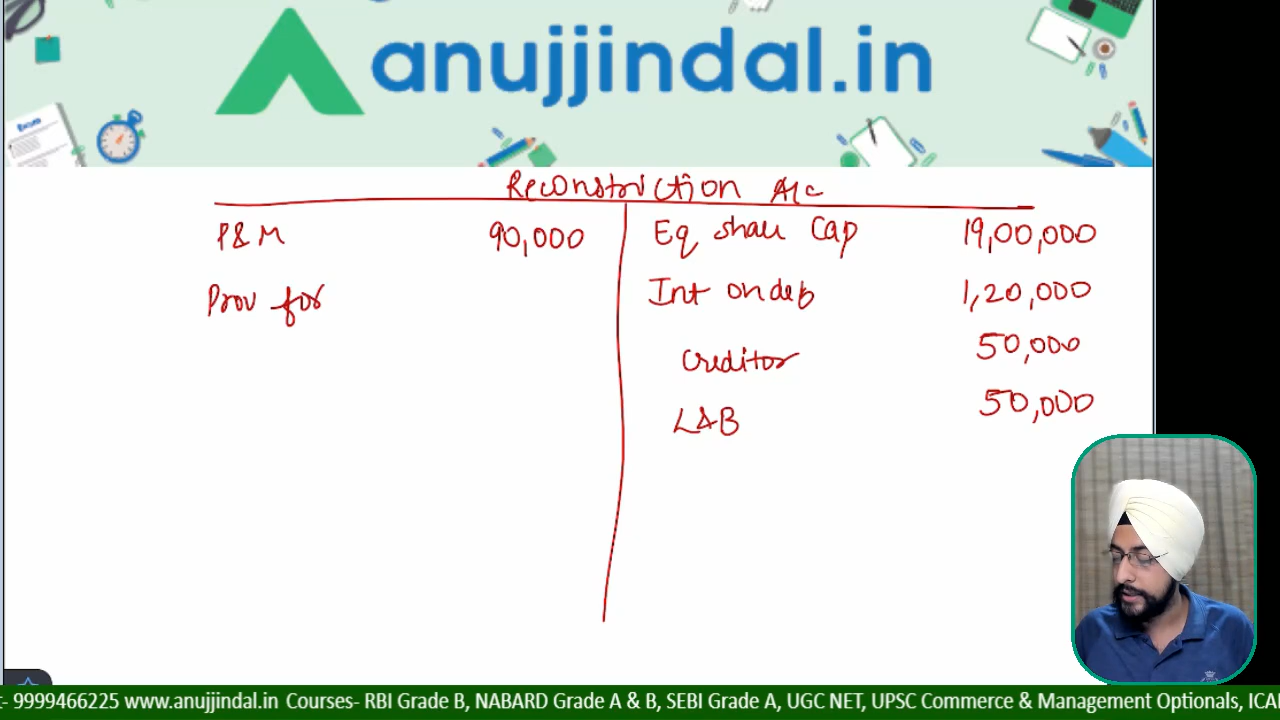 anujjindal.in
Reconstruction A/c
P&M 90,000 Eq share Cap 19,00,000
Prov for Int on deb 1,20,000
Creditor 50,000
L&B 50,000
t- 9999466225 www.anujjindal.in Courses- RBI Grade B, NABARD Grade A & B, SEBI Grade A, UGC NET, UPSC Commerce & Management Optionals, ICAI